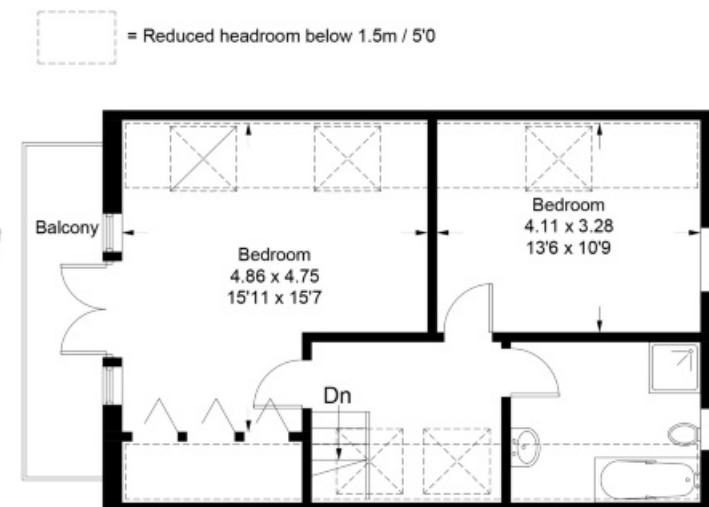 = Reduced headroom below 1.5m / 5'0
Balcony
Bedroom
4.86 x 4.75
15'11 x 15'7
Bedroom
4.11 x 3.28
13'6 x 10'9
Dn